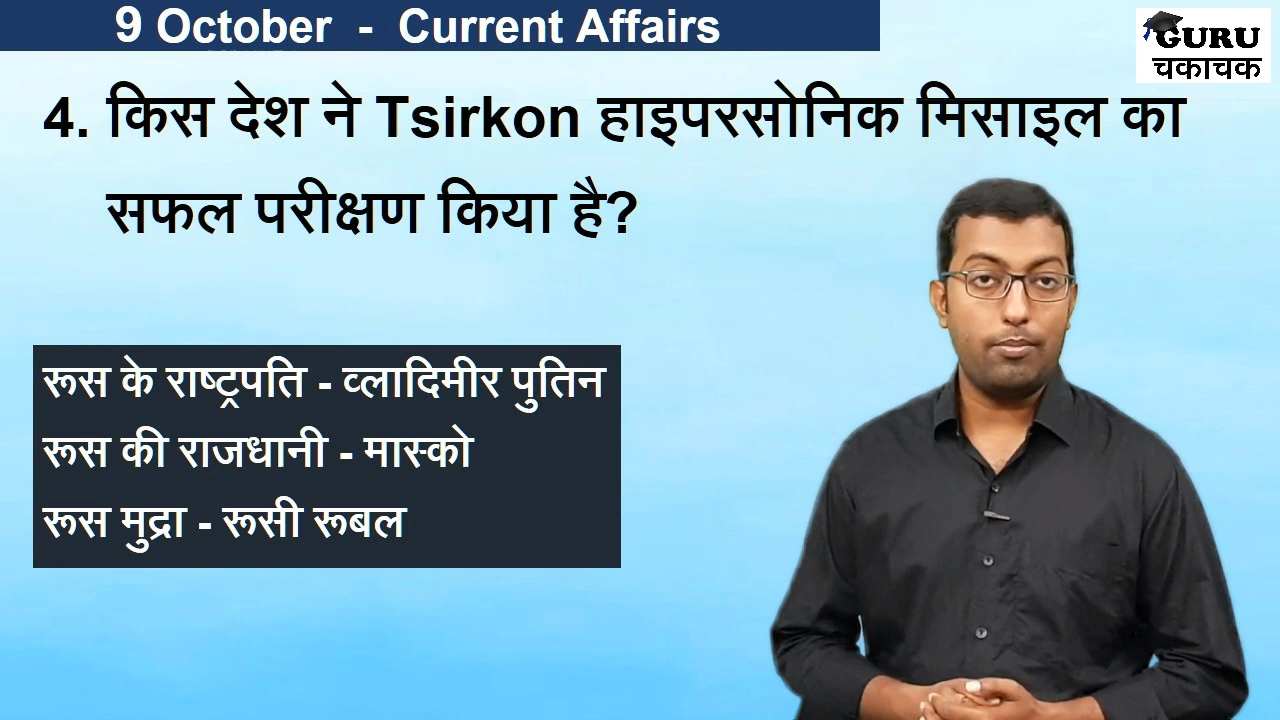 9 October - Current Affairs
GURU
चकाचक
4. किस देश ने Tsirkon हाइपरसोनिक मिसाइल का
सफल परीक्षण किया है?
रूस के राष्ट्रपति - व्लादिमीर पुतिन
रूस की राजधानी - मास्को
रूस मुद्रा - रूसी रूबल